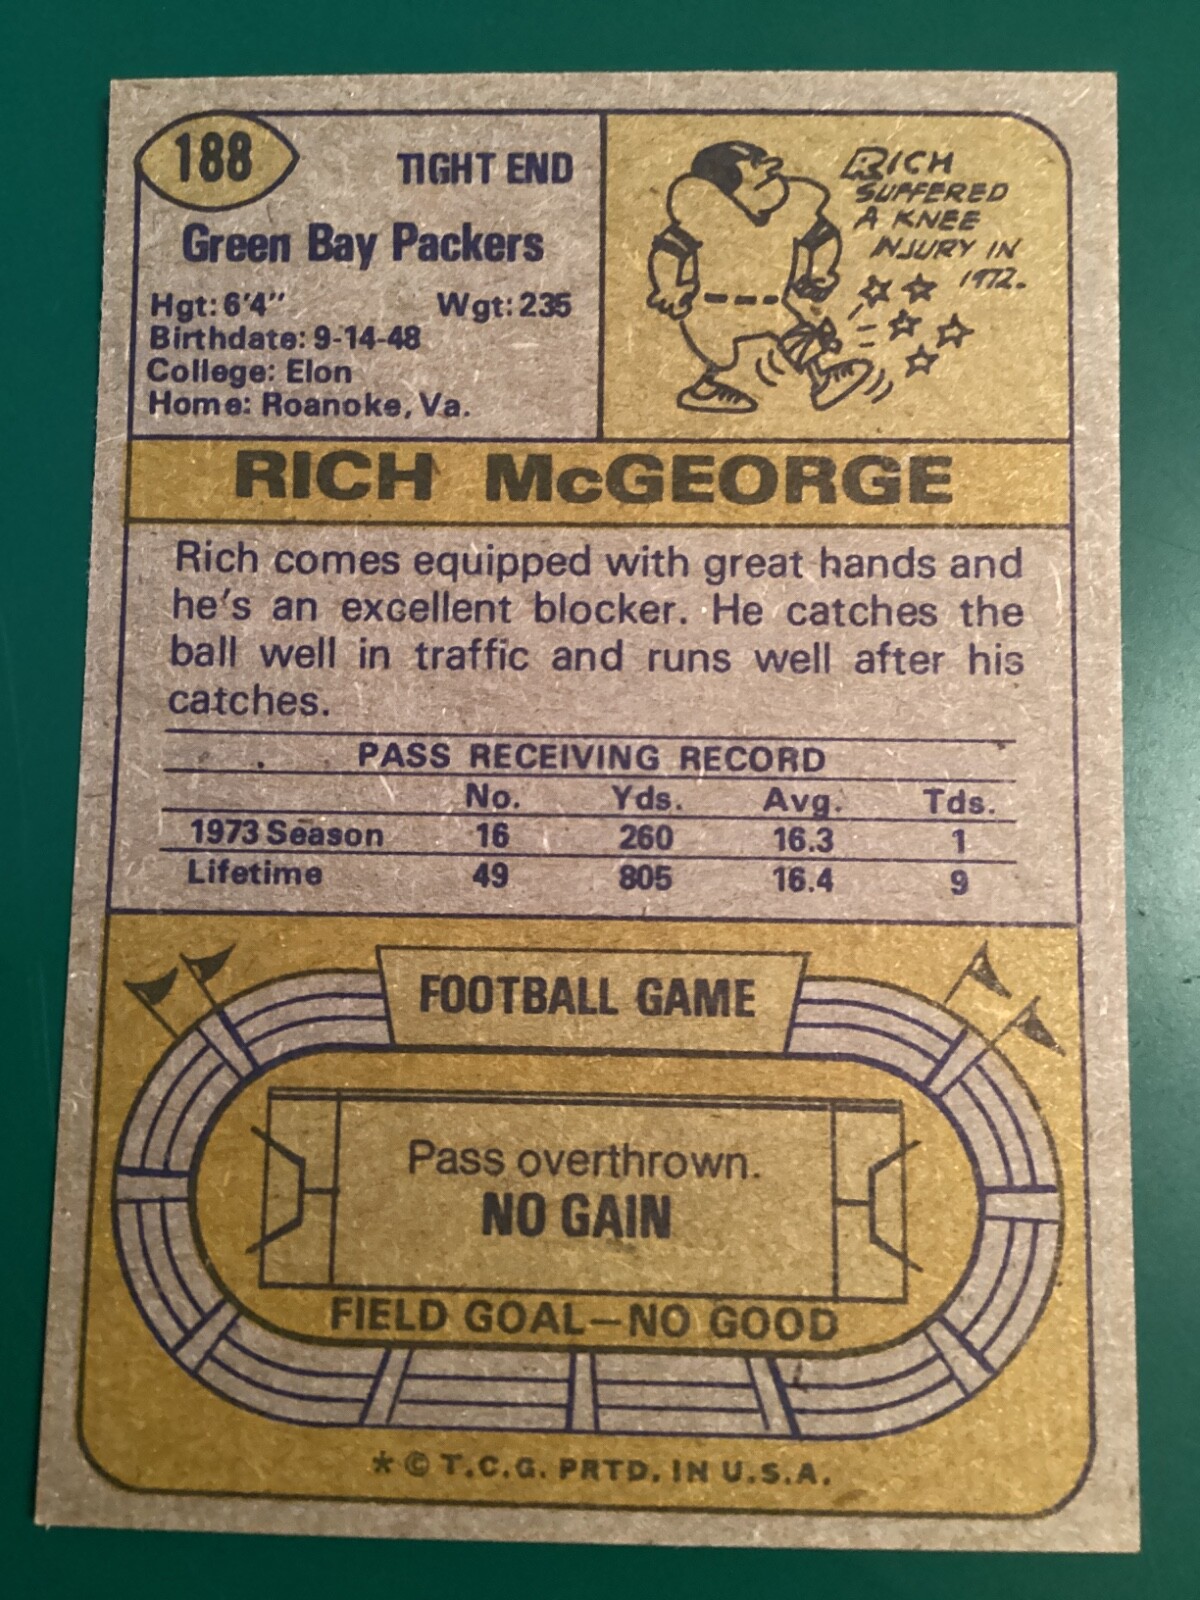 188
TIGHT END
Green Bay Packers
Hgt: 6'4" Wgt: 235
Birthdate: 9-14-48
College: Elon
Home: Roanoke, Va.
RICH
SUFFERED
A KNEE
INJURY IN
1972.
RICH McGEORGE
Rich comes equipped with great hands and
he's an excellent blocker. He catches the
ball well in traffic and runs well after his
catches.
PASS RECEIVING RECORD
No. Yds. Avg. Tds.
1973 Season 16 260 16.3 1
Lifetime 49 805 16.4 9
FOOTBALL GAME
Pass overthrown.
NO GAIN
FIELD GOAL—NO GOOD
* © T.C.G. PRTD. IN U.S.A.